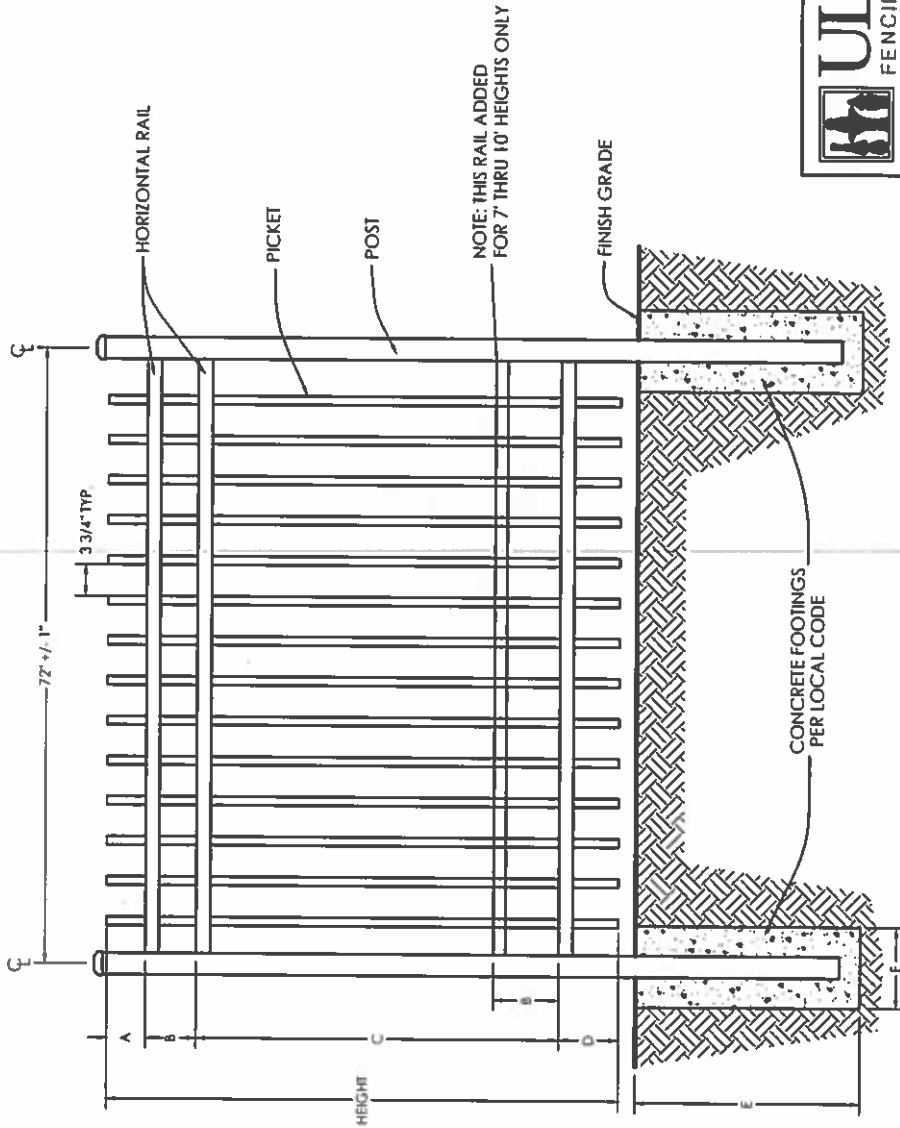 ℄
℄
72" +/- 1"
3 3/4" TYP.
HORIZONTAL RAIL
PICKET
POST
NOTE: THIS RAIL ADDED
FOR 7' THRU 10' HEIGHTS ONLY
FINISH GRADE
HEIGHT
A
B
C
B
D
E
F
CONCRETE FOOTINGS
PER LOCAL CODE
UL
FENCI